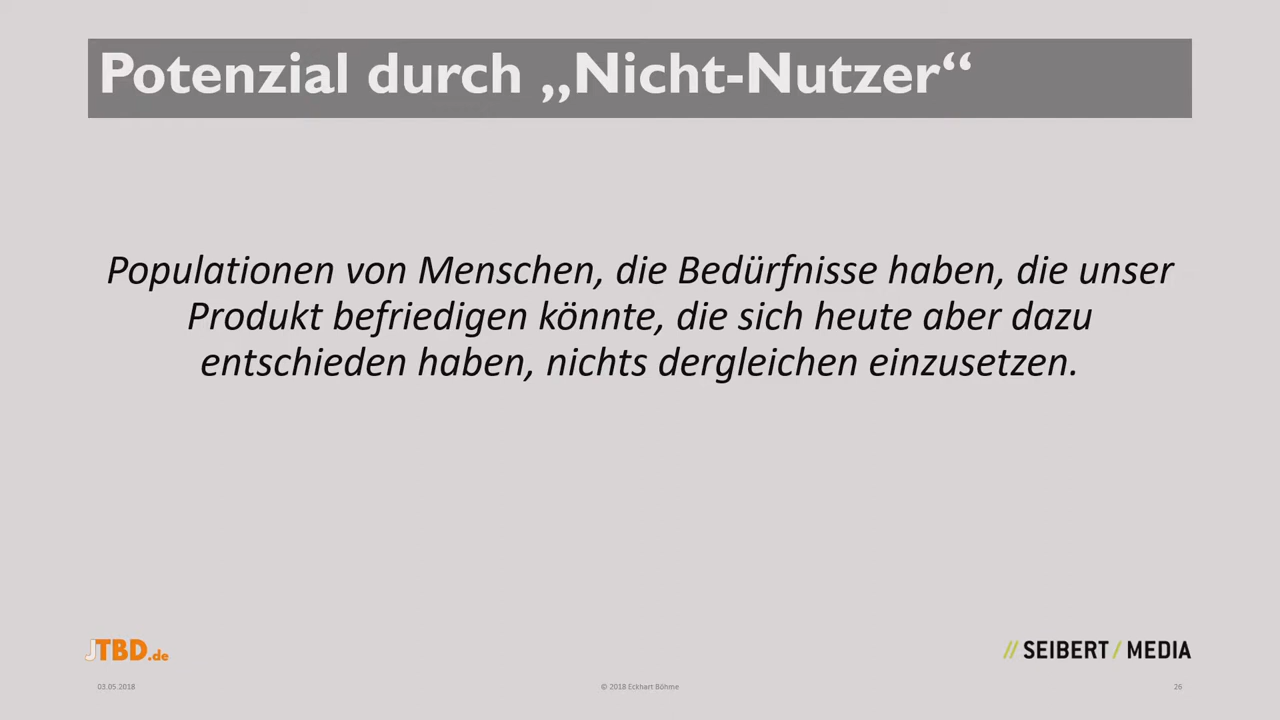 Potenzial durch „Nicht-Nutzer“
Populationen von Menschen, die Bedürfnisse haben, die unser
Produkt befriedigen könnte, die sich heute aber dazu
entschieden haben, nichts dergleichen einzusetzen.
JTBD.de
// SEIBERT / MEDIA
03.05.2018
© 2018 Eckhart Böhme
26